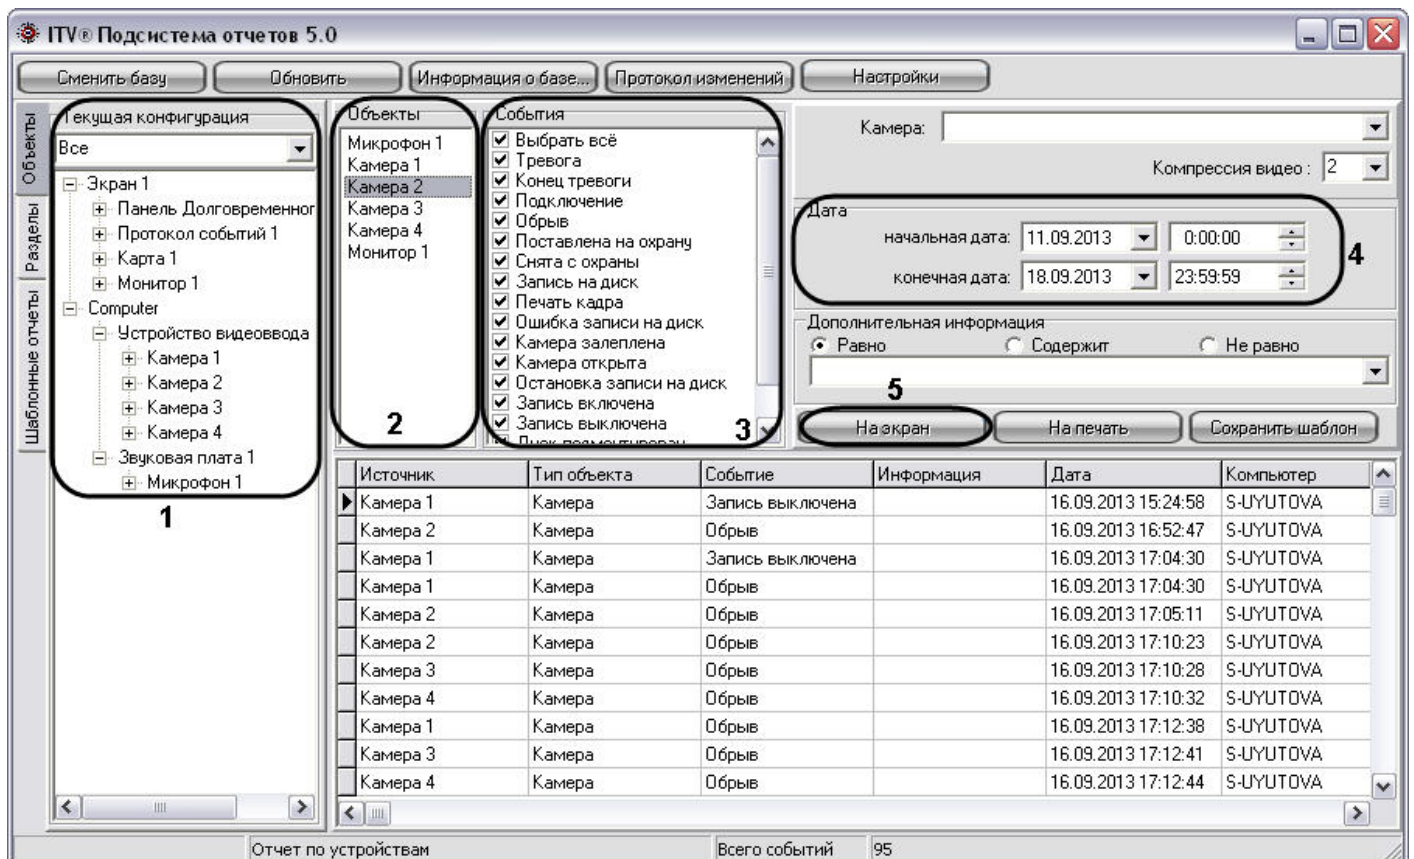 ITV® Подсистема отчетов 5.0
Сменить базу Обновить Информация о базе... Протокол изменений Настройки
Объекты
Разделы
Шаблонные отчеты
Текущая конфигурация
Все
Экран 1
Панель Долговременног
Протокол событий 1
Карта 1
Монитор 1
Computer
Устройство видеоввода
Камера 1
Камера 2
Камера 3
Камера 4
Звуковая плата 1
Микрофон 1
1
Объекты
Микрофон 1
Камера 1
Камера 2
Камера 3
Камера 4
Монитор 1
2
События
Выбрать всё
Тревога
Конец тревоги
Подключение
Обрыв
Поставлена на охрану
Снята с охраны
Запись на диск
Печать кадра
Ошибка записи на диск
Камера залеплена
Камера открыта
Остановка записи на диск
Запись включена
Запись выключена
3
Камера:
Компрессия видео : 2
Дата
начальная дата: 11.09.2013 0:00:00
конечная дата: 18.09.2013 23:59:59
4
Дополнительная информация
Равно Содержит Не равно
5
На экран На печать Сохранить шаблон
Источник Тип объекта Событие Информация Дата Компьютер
Камера 1 Камера Запись выключена 16.09.2013 15:24:58 S-UYUTOVA
Камера 2 Камера Обрыв 16.09.2013 16:52:47 S-UYUTOVA
Камера 1 Камера Запись выключена 16.09.2013 17:04:30 S-UYUTOVA
Камера 1 Камера Обрыв 16.09.2013 17:04:30 S-UYUTOVA
Камера 2 Камера Обрыв 16.09.2013 17:05:11 S-UYUTOVA
Камера 2 Камера Обрыв 16.09.2013 17:10:23 S-UYUTOVA
Камера 3 Камера Обрыв 16.09.2013 17:10:28 S-UYUTOVA
Камера 4 Камера Обрыв 16.09.2013 17:10:32 S-UYUTOVA
Камера 1 Камера Обрыв 16.09.2013 17:12:38 S-UYUTOVA
Камера 3 Камера Обрыв 16.09.2013 17:12:41 S-UYUTOVA
Камера 4 Камера Обрыв 16.09.2013 17:12:44 S-UYUTOVA
Отчет по устройствам Всего событий 95